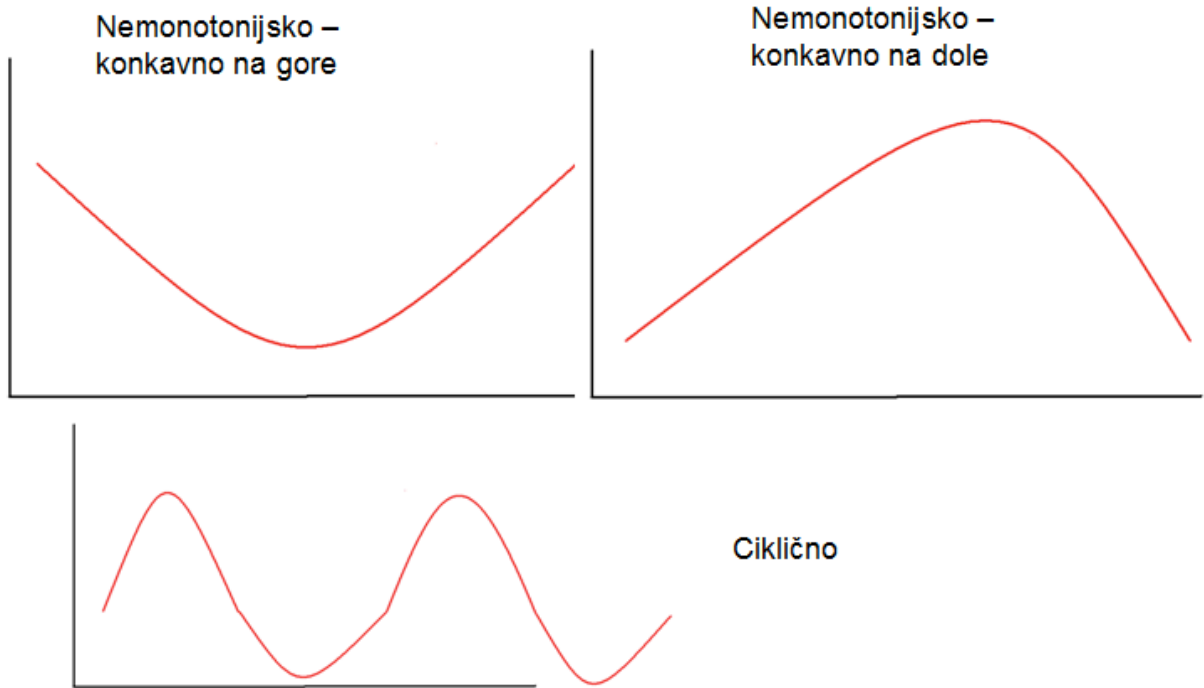 Nemonotonijsko –
konkavno na gore
Nemonotonijsko –
konkavno na dole
Ciklično